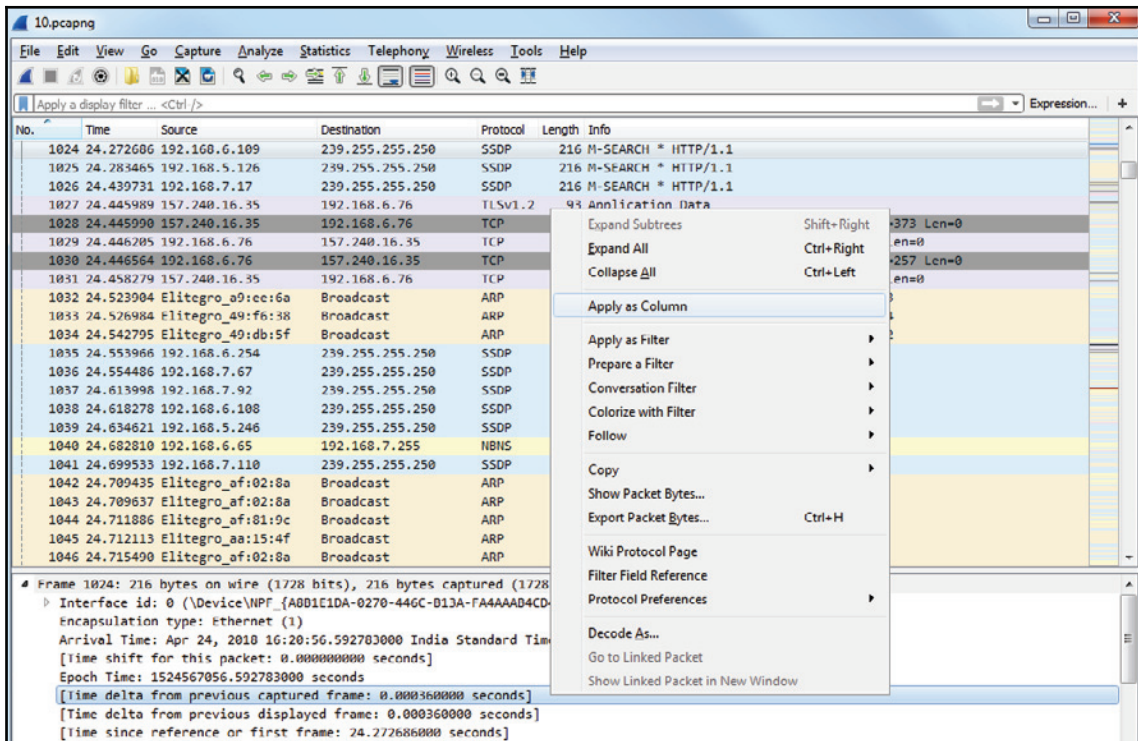 10.pcapng
File Edit View Go Capture Analyze Statistics Telephony Wireless Tools Help
Apply a display filter ... <Ctrl-/> Expression... +
No. Time Source Destination Protocol Length Info
1024 24.272686 192.168.6.109 239.255.255.250 SSDP 216 M-SEARCH * HTTP/1.1
1025 24.283465 192.168.5.126 239.255.255.250 SSDP 216 M-SEARCH * HTTP/1.1
1026 24.439731 192.168.7.17 239.255.255.250 SSDP 216 M-SEARCH * HTTP/1.1
1027 24.445989 157.240.16.35 192.168.6.76 TLSv1.2 93 Application Data
1028 24.445990 157.240.16.35 192.168.6.76 TCP =373 Len=0
1029 24.446205 192.168.6.76 157.240.16.35 TCP Len=0
1030 24.446564 192.168.6.76 157.240.16.35 TCP =257 Len=0
1031 24.458279 157.240.16.35 192.168.6.76 TCP Len=0
1032 24.523904 Elitegro_a9:ee:6a Broadcast ARP
1033 24.526984 Elitegro_49:f6:38 Broadcast ARP
1034 24.542795 Elitegro_49:db:5f Broadcast ARP
1035 24.553966 192.168.6.254 239.255.255.250 SSDP
1036 24.554486 192.168.7.67 239.255.255.250 SSDP
1037 24.613998 192.168.7.92 239.255.255.250 SSDP
1038 24.618278 192.168.6.108 239.255.255.250 SSDP
1039 24.634621 192.168.5.246 239.255.255.250 SSDP
1040 24.682810 192.168.6.65 192.168.7.255 NBNS
1041 24.699533 192.168.7.110 239.255.255.250 SSDP
1042 24.709435 Elitegro_af:02:8a Broadcast ARP
1043 24.709637 Elitegro_af:02:8a Broadcast ARP
1044 24.711886 Elitegro_af:81:9c Broadcast ARP
1045 24.712113 Elitegro_aa:15:4f Broadcast ARP
1046 24.715490 Elitegro_af:02:8a Broadcast ARP
Expand Subtrees Shift+Right
Expand All Ctrl+Right
Collapse All Ctrl+Left
Apply as Column
Apply as Filter
Prepare a Filter
Conversation Filter
Colorize with Filter
Follow
Copy
Show Packet Bytes...
Export Packet Bytes... Ctrl+H
Wiki Protocol Page
Filter Field Reference
Protocol Preferences
Decode As...
Go to Linked Packet
Show Linked Packet in New Window
Frame 1024: 216 bytes on wire (1728 bits), 216 bytes captured (1728
Interface id: 0 (\Device\NPF_{A8B1E1DA-0270-446C-B13A-FA4AAAB4CD4
Encapsulation type: Ethernet (1)
Arrival Time: Apr 24, 2018 16:20:56.592783000 India Standard Tim
[Time shift for this packet: 0.000000000 seconds]
Epoch Time: 1524567056.592783000 seconds
[Time delta from previous captured frame: 0.000360000 seconds]
[Time delta from previous displayed frame: 0.000360000 seconds]
[Time since reference or first frame: 24.272686000 seconds]